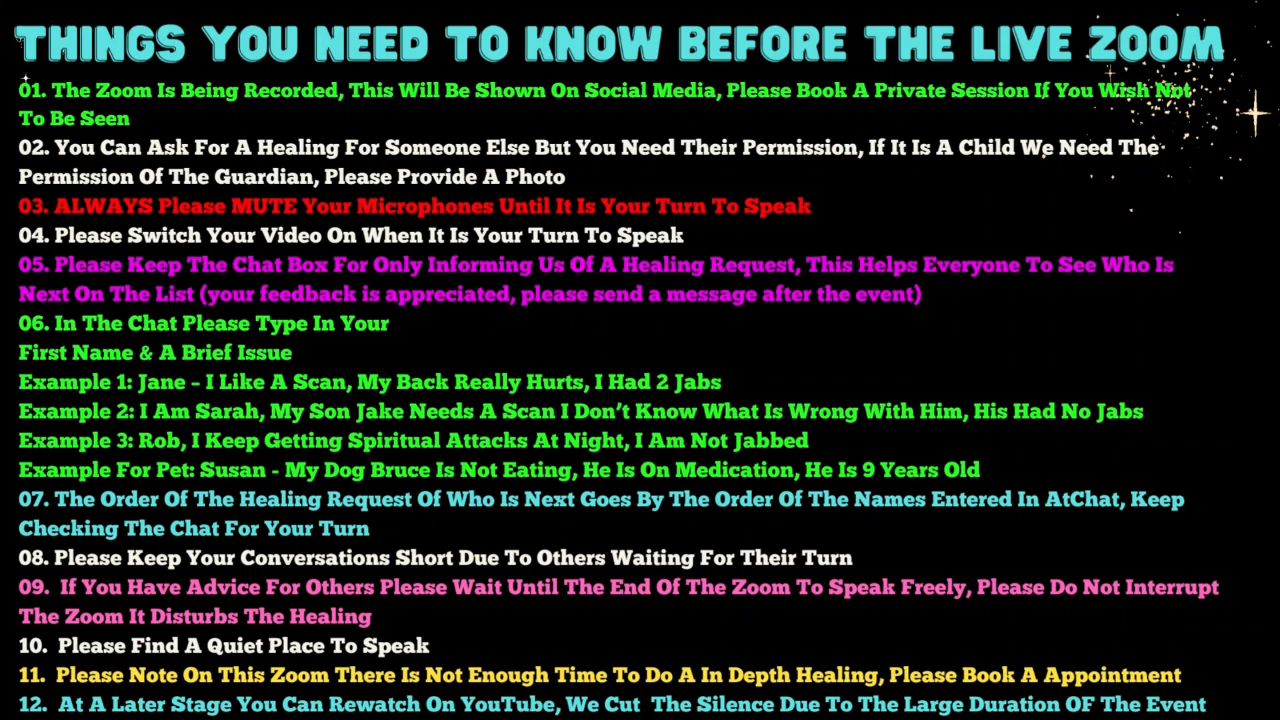 THINGS YOU NEED TO KNOW BEFORE THE LIVE ZOOM
01. The Zoom Is Being Recorded, This Will Be Shown On Social Media, Please Book A Private Session If You Wish Not
To Be Seen
02. You Can Ask For A Healing For Someone Else But You Need Their Permission, If It Is A Child We Need The
Permission Of The Guardian, Please Provide A Photo
03. ALWAYS Please MUTE Your Microphones Until It Is Your Turn To Speak
04. Please Switch Your Video On When It Is Your Turn To Speak
05. Please Keep The Chat Box For Only Informing Us Of A Healing Request, This Helps Everyone To See Who Is
Next On The List (your feedback is appreciated, please send a message after the event)
06. In The Chat Please Type In Your
First Name & A Brief Issue
Example 1: Jane - I Like A Scan, My Back Really Hurts, I Had 2 Jabs
Example 2: I Am Sarah, My Son Jake Needs A Scan I Don't Know What Is Wrong With Him, His Had No Jabs
Example 3: Rob, I Keep Getting Spiritual Attacks At Night, I Am Not Jabbed
Example For Pet: Susan - My Dog Bruce Is Not Eating, He Is On Medication, He Is 9 Years Old
07. The Order Of The Healing Request Of Who Is Next Goes By The Order Of The Names Entered In AtChat, Keep
Checking The Chat For Your Turn
08. Please Keep Your Conversations Short Due To Others Waiting For Their Turn
09. If You Have Advice For Others Please Wait Until The End Of The Zoom To Speak Freely, Please Do Not Interrupt
The Zoom It Disturbs The Healing
10. Please Find A Quiet Place To Speak
11. Please Note On This Zoom There Is Not Enough Time To Do A In Depth Healing, Please Book A Appointment
12. At A Later Stage You Can Rewatch On YouTube, We Cut The Silence Due To The Large Duration OF The Event